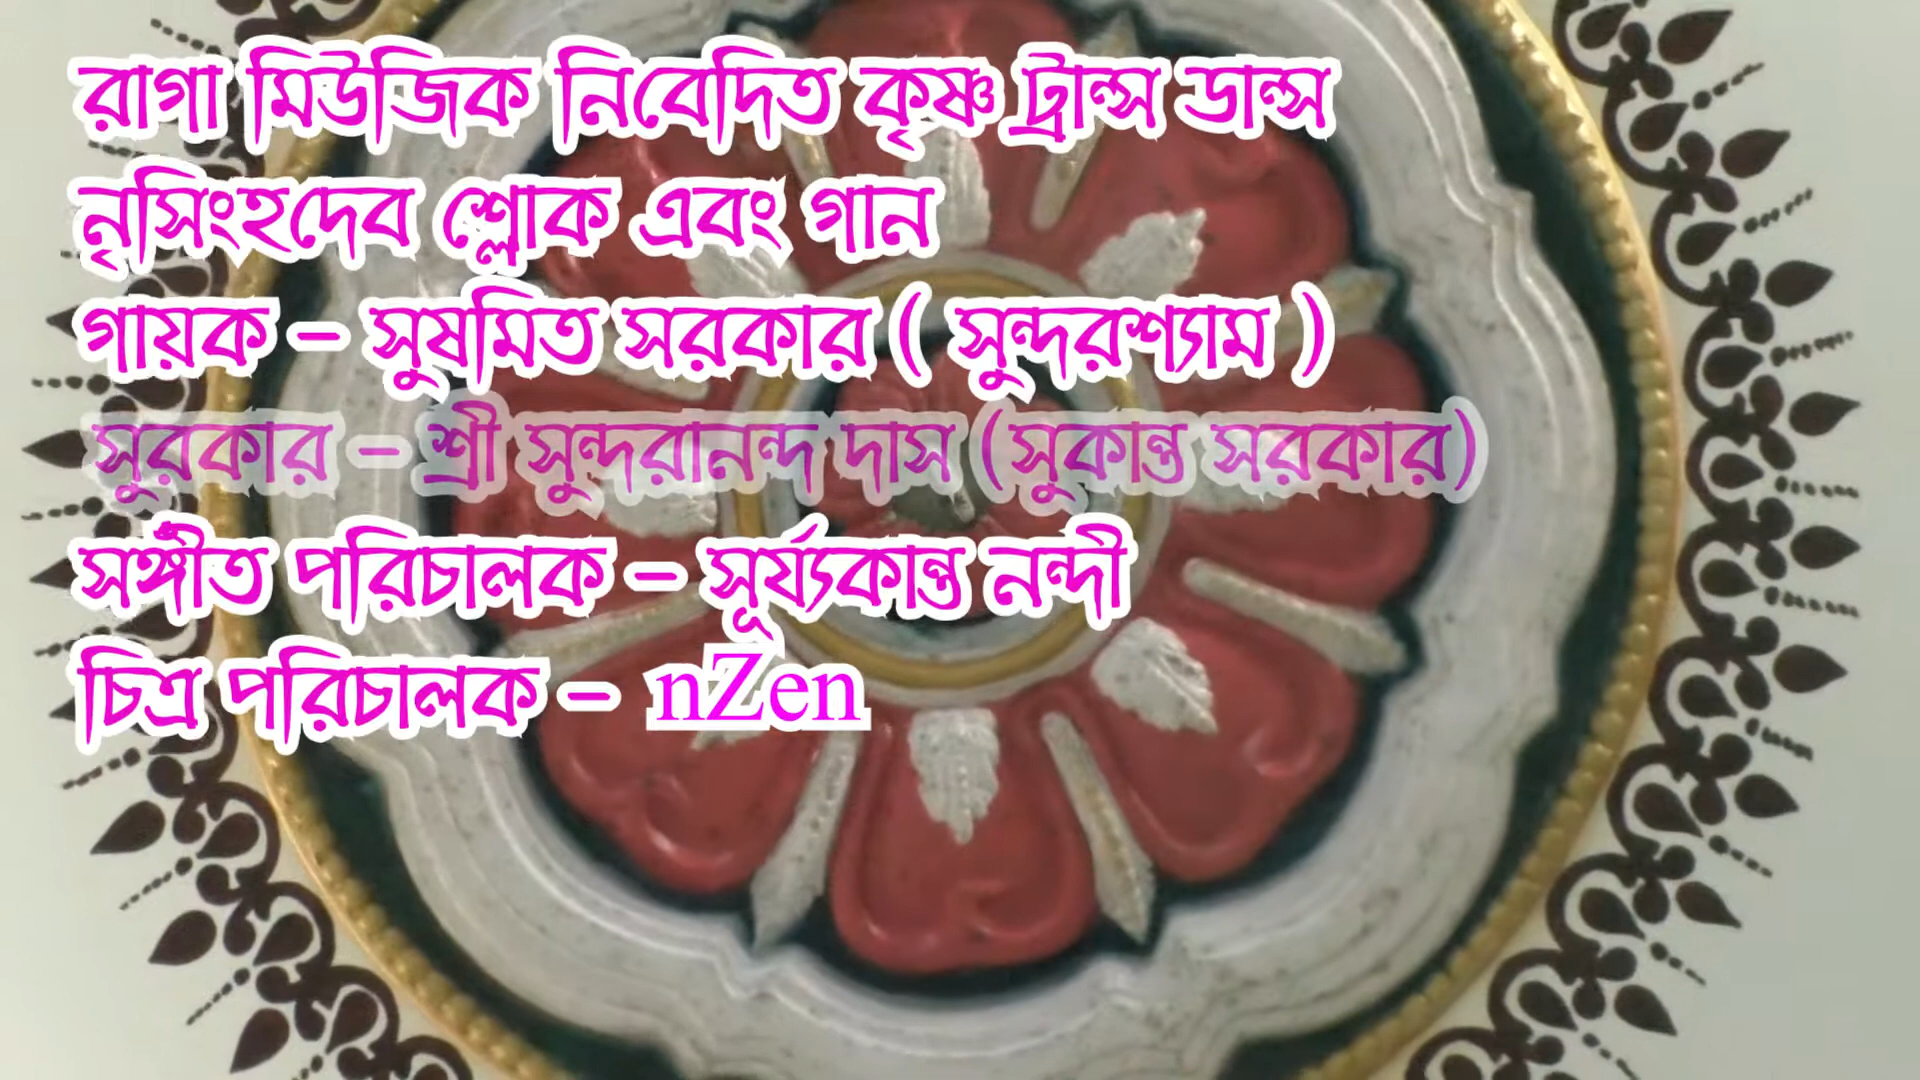 রাগা মিউজিক নিবেদিত কৃষ্ণ ট্রান্স ডান্স
নৃসিংহদেব শ্লোক এবং গান
গায়ক – সুষমিত সরকার ( সুন্দরশ্যাম )
সুরকার – শ্রী সুন্দরানন্দ দাস (সুকান্ত সরকার)
সঙ্গীত পরিচালক – সূর্য্যকান্ত নন্দী
চিত্র পরিচালক – nZen